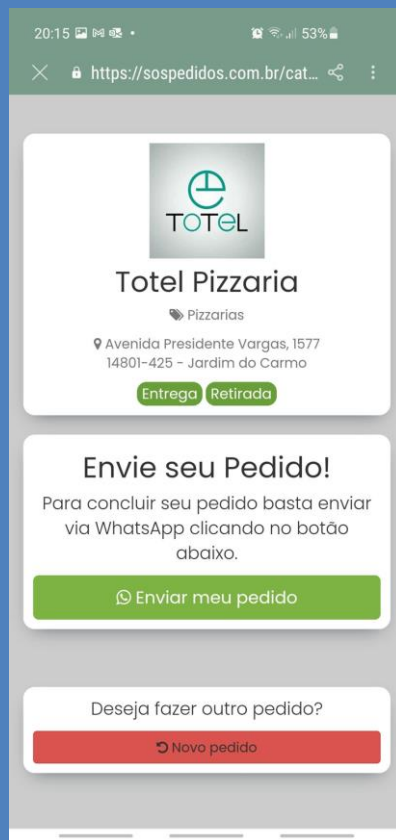 20:15 53%
https://sospedidos.com.br/cat...
TOTEL
Totel Pizzaria
Pizzarias
Avenida Presidente Vargas, 1577
14801-425 - Jardim do Carmo
Entrega Retirada
Envie seu Pedido!
Para concluir seu pedido basta enviar
via WhatsApp clicando no botão
abaixo.
Enviar meu pedido
Deseja fazer outro pedido?
Novo pedido